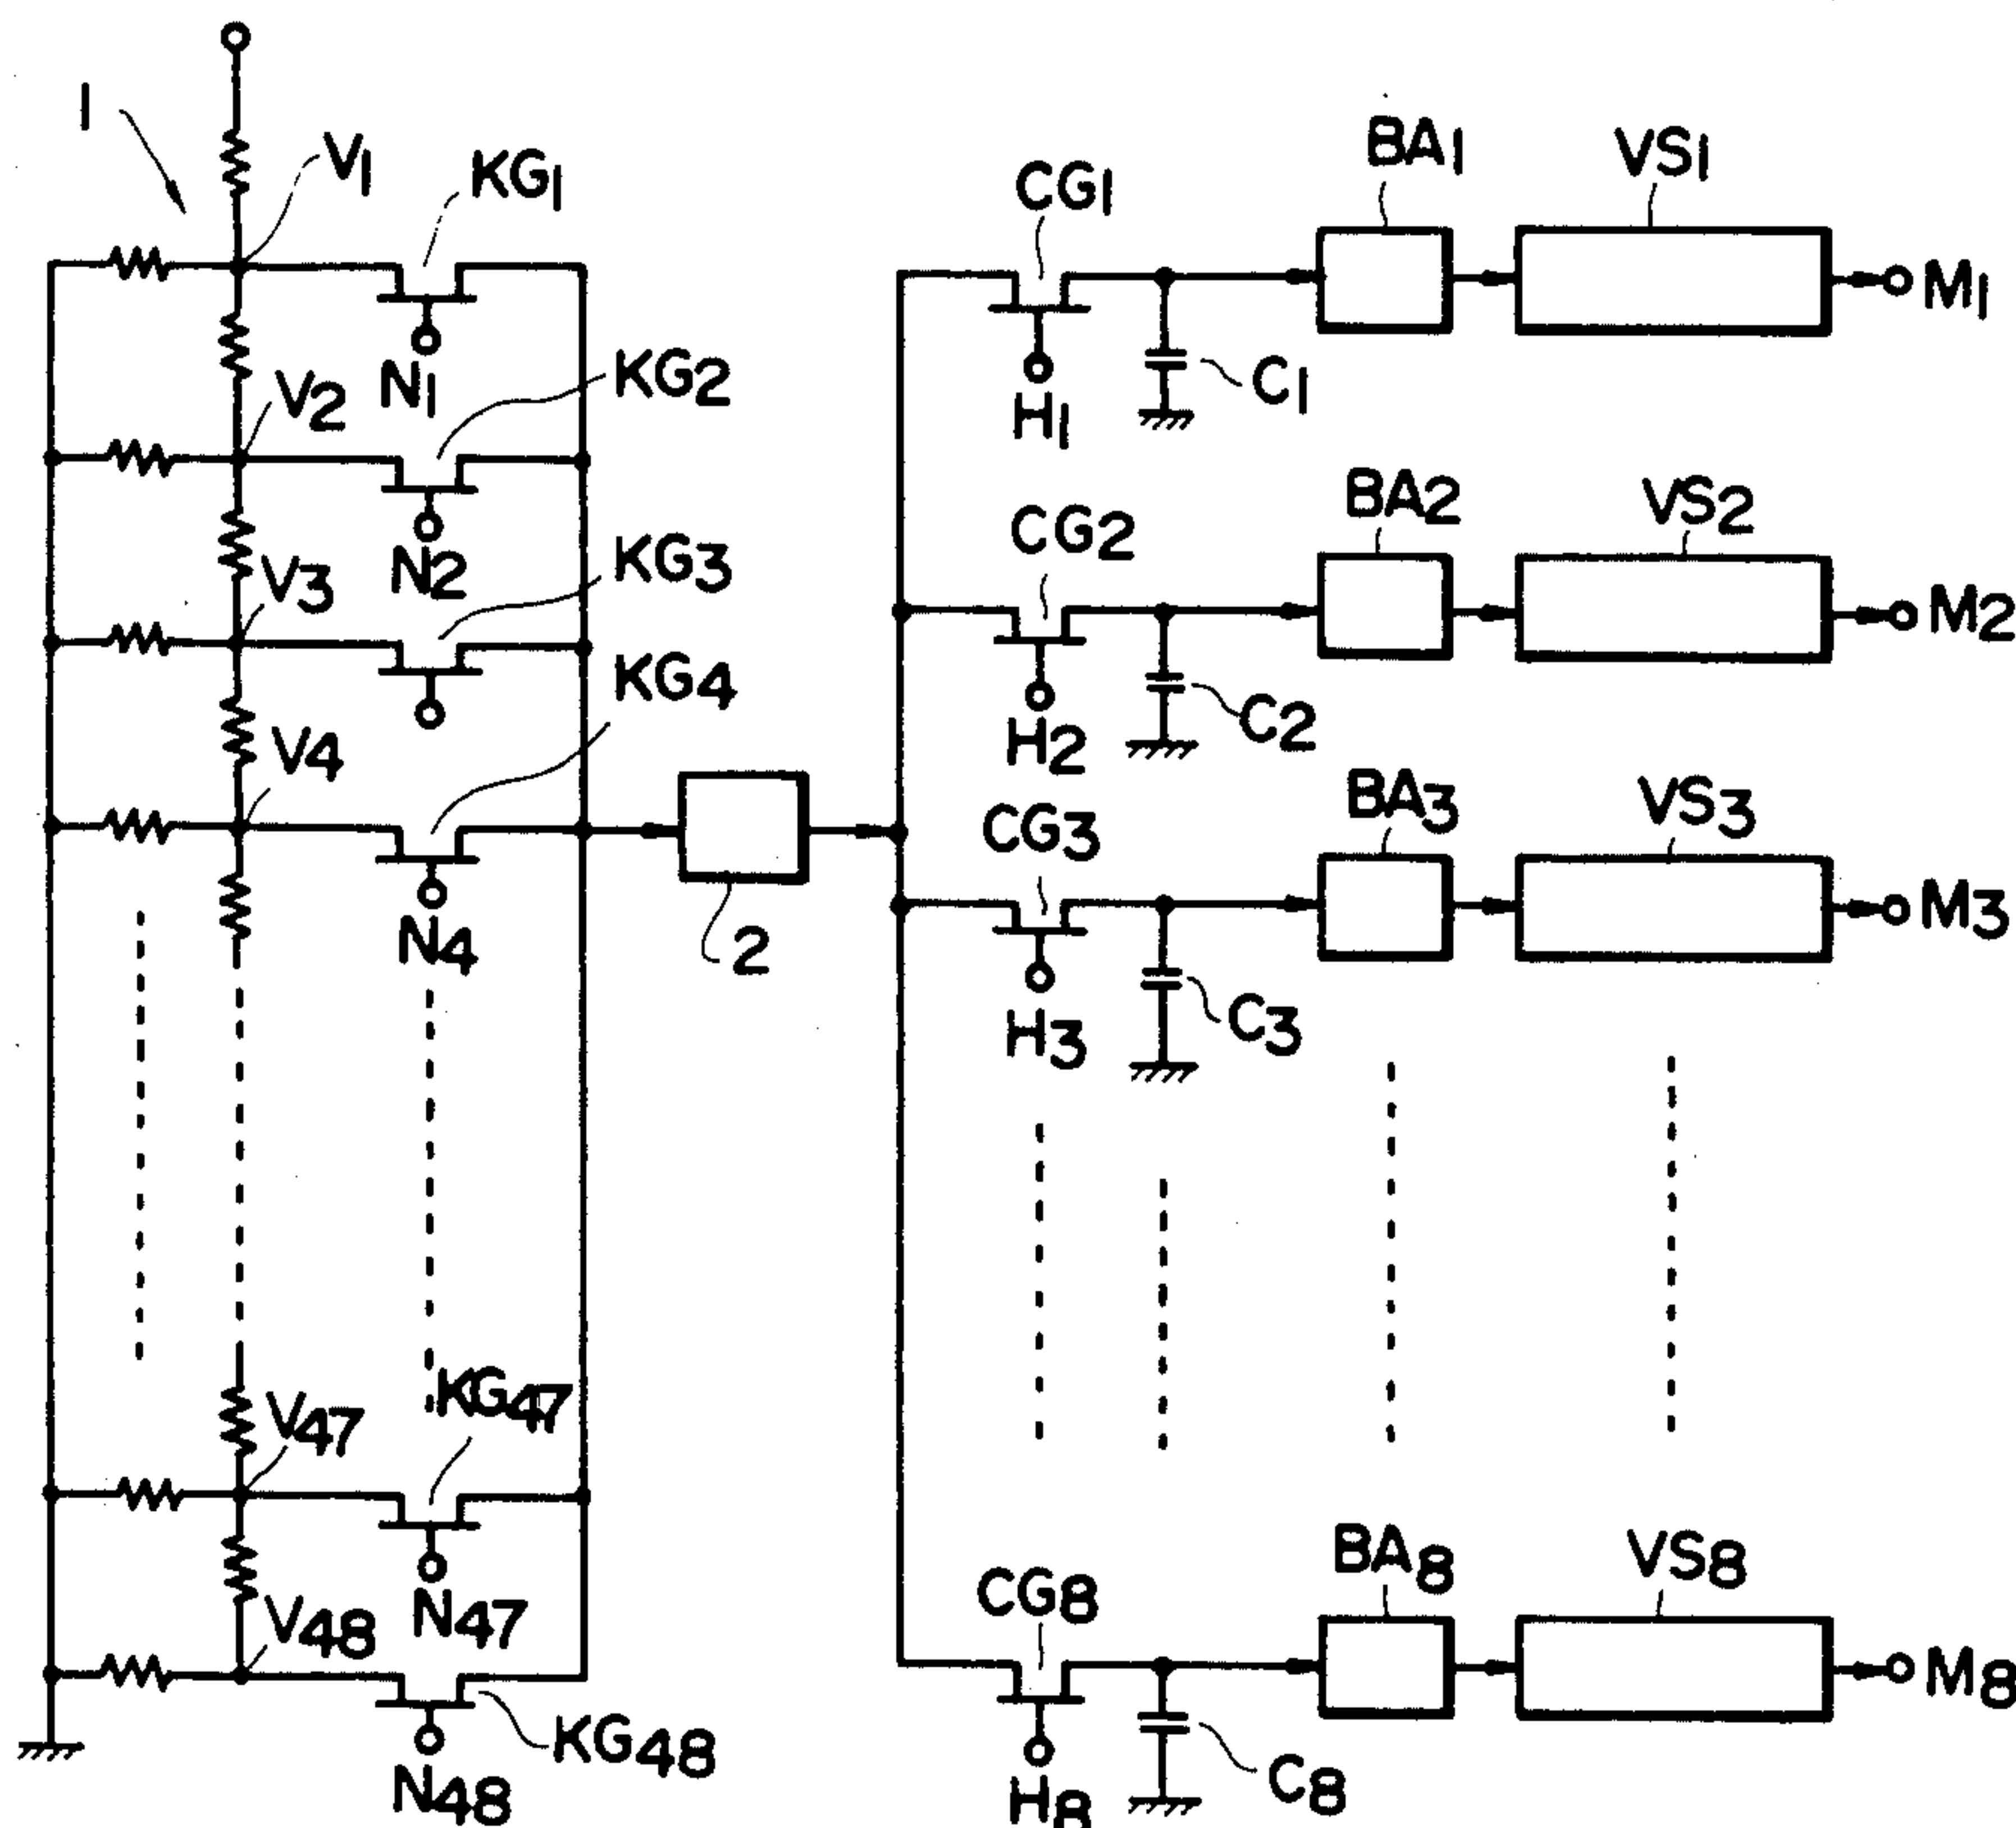 1
V1
KG1
N1
V2
KG2
N2
V3
KG3
V4
KG4
N4
2
V47
KG47
N47
V48
KG48
N48
CG1
H1
C1
BA1
VS1
M1
CG2
H2
C2
BA2
VS2
M2
CG3
H3
C3
BA3
VS3
M3
CG8
H8
C8
BA8
VS8
M8